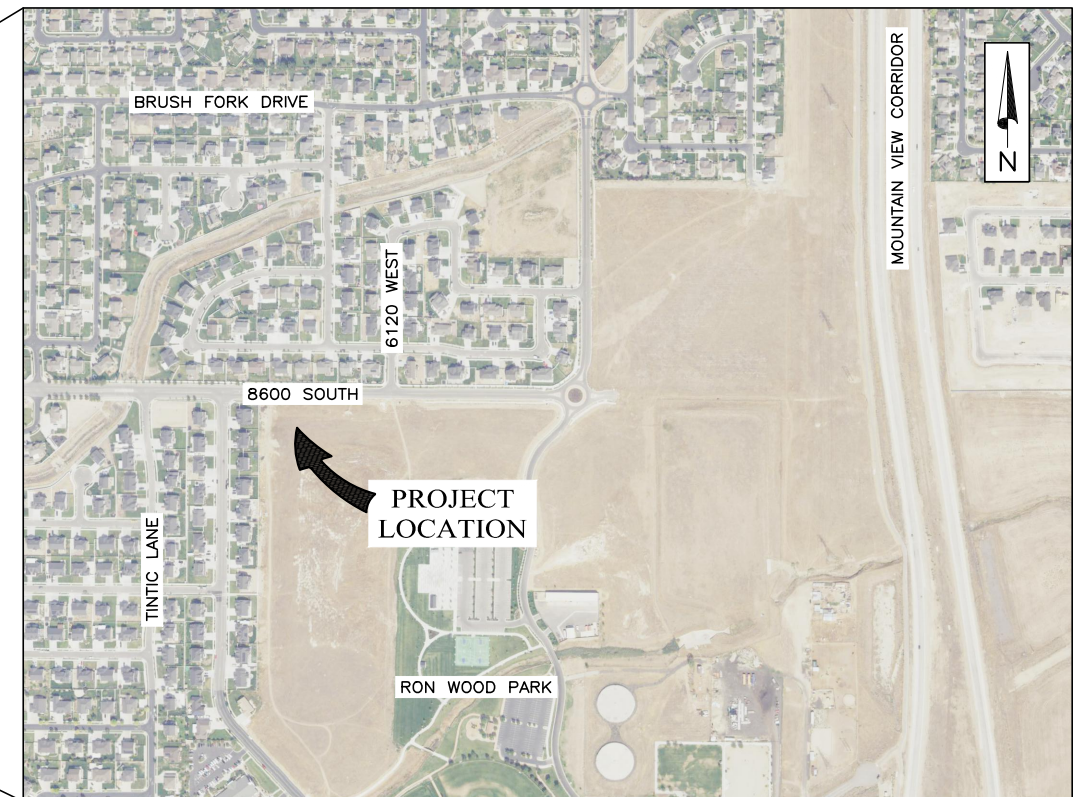 BRUSH FORK DRIVE
MOUNTAIN VIEW CORRIDOR
N
6120 WEST
8600 SOUTH
PROJECT
LOCATION
TINTIC LANE
RON WOOD PARK